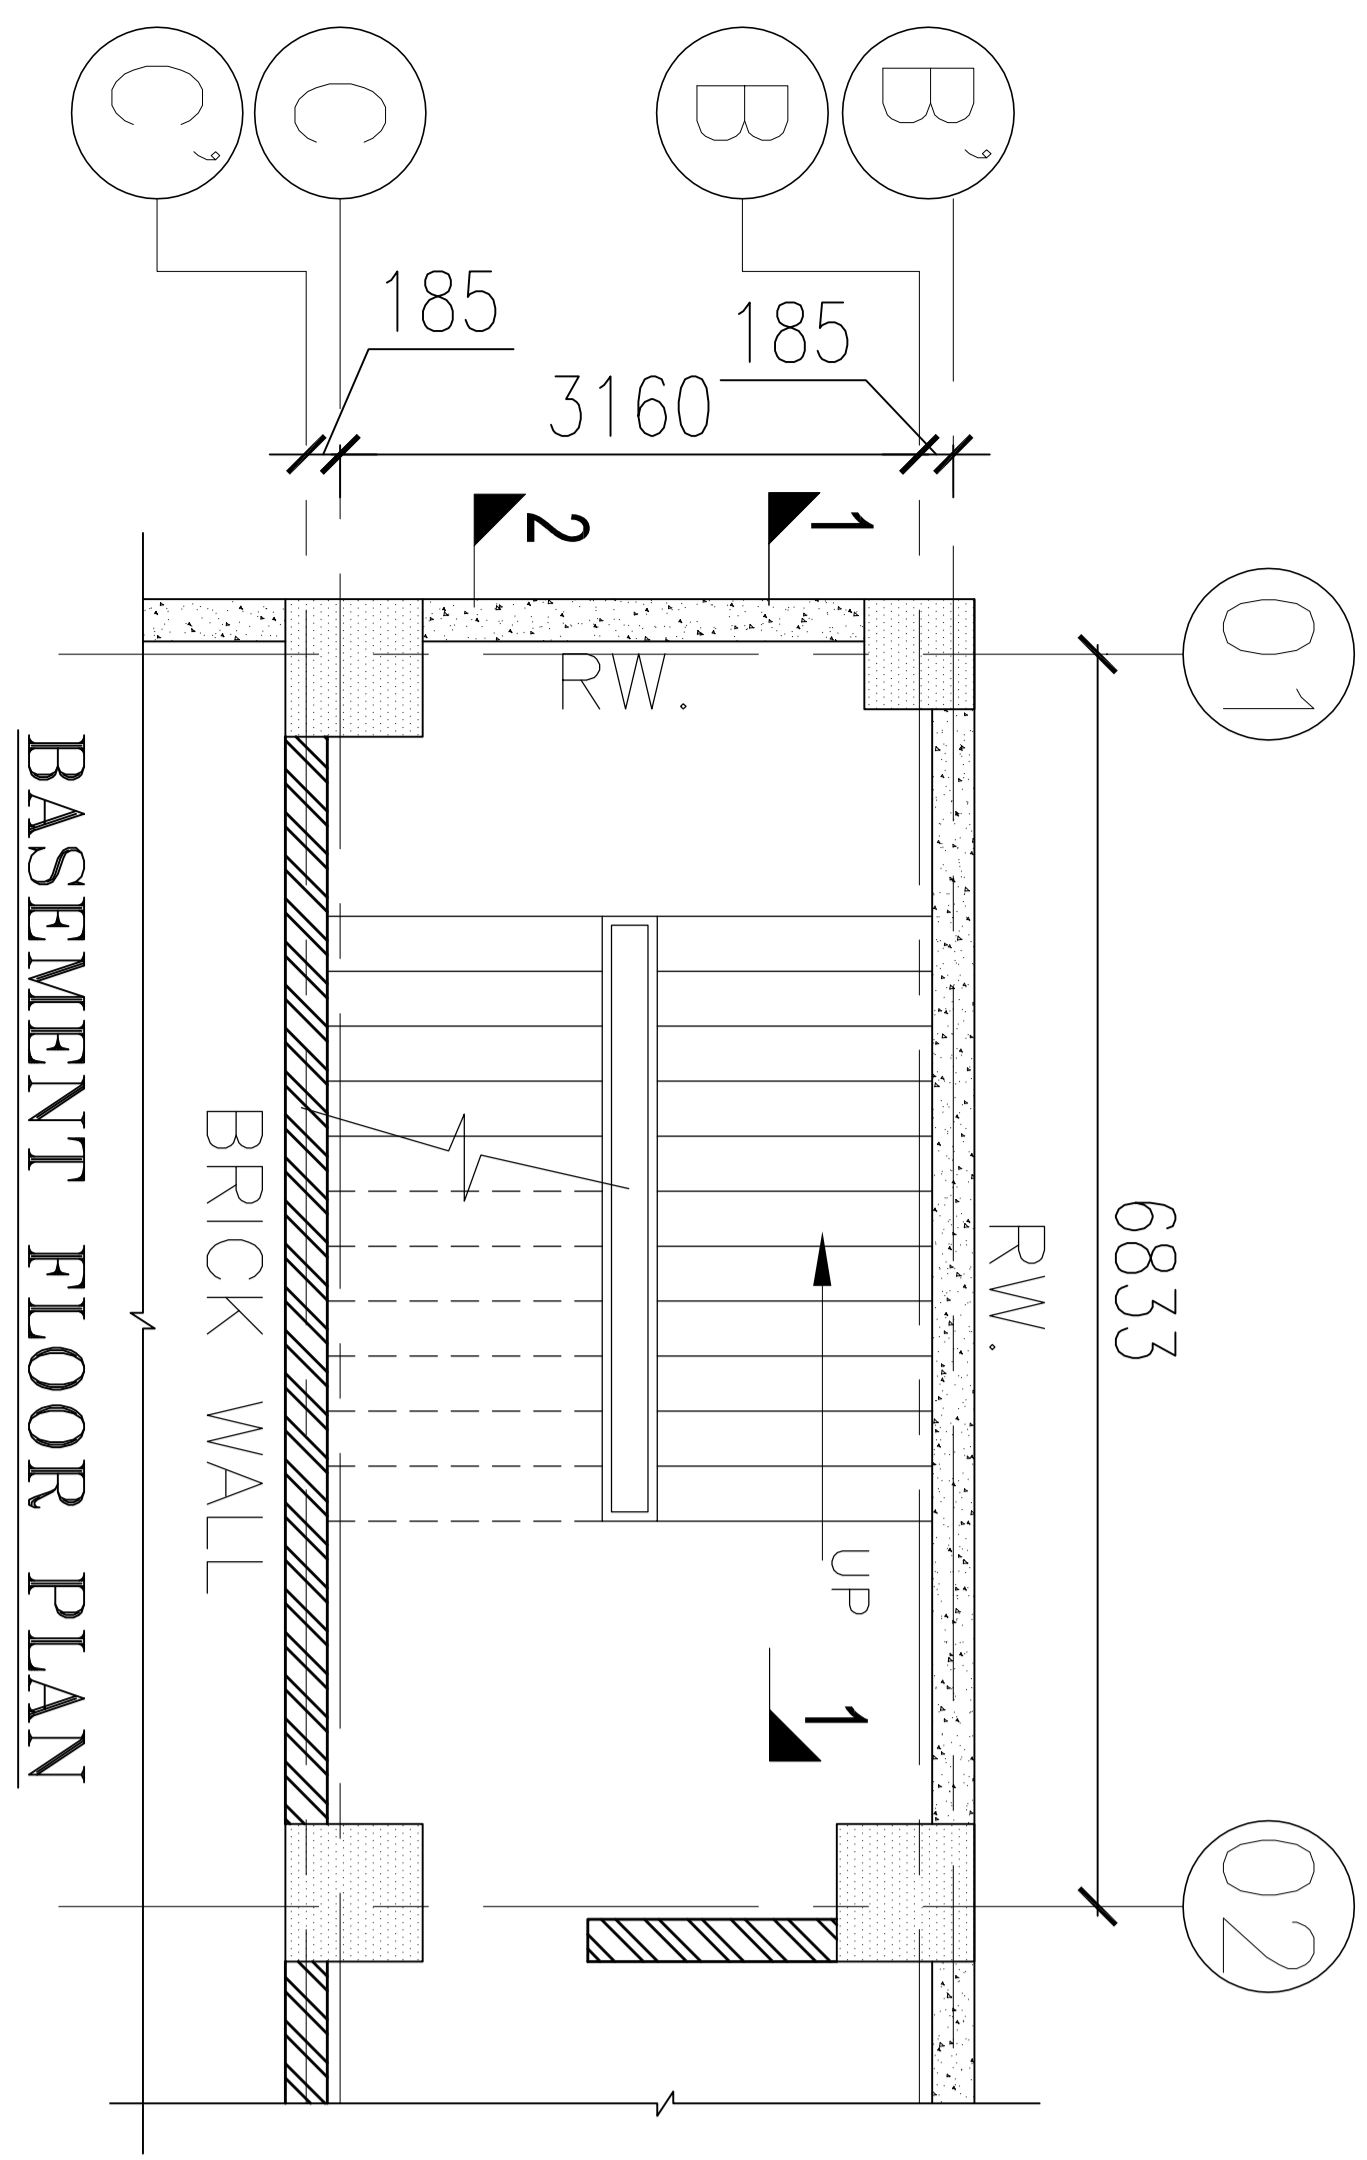 C'
C
B
B'
185
185
3160
2
1
01
RW.
6833
RW.
BRICK WALL
UP
1
02
BASEMENT FLOOR PLAN